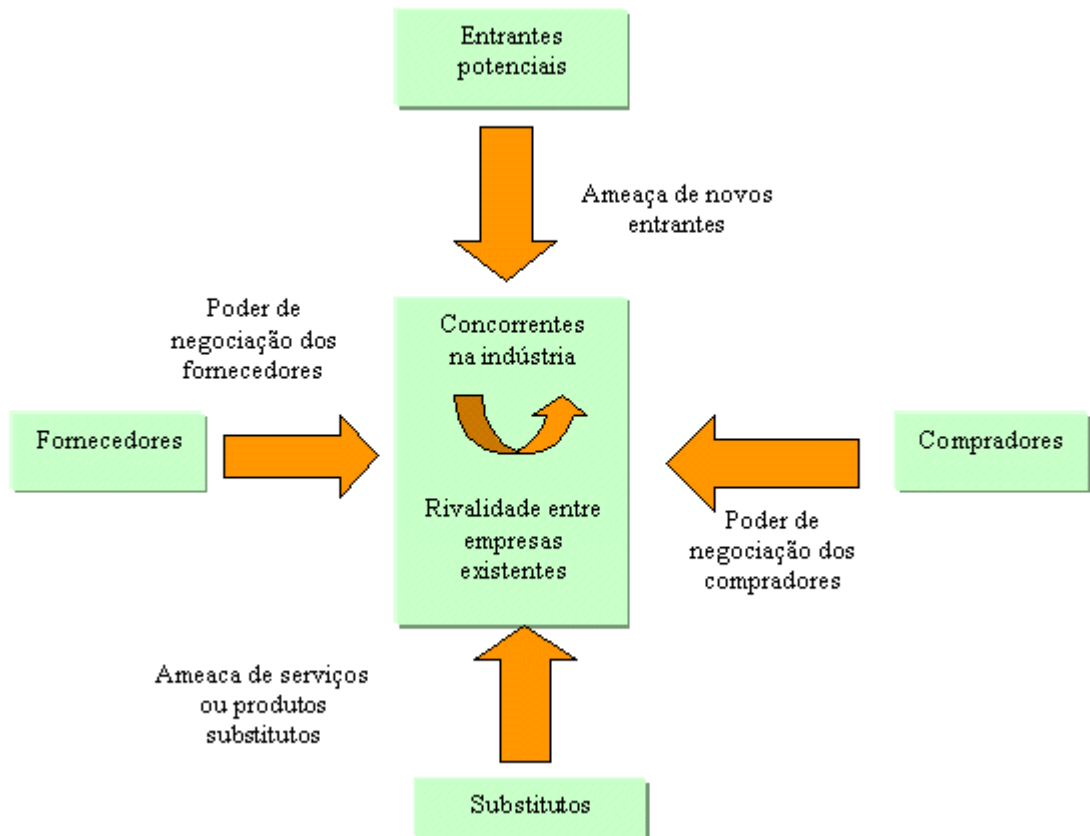 Entrantes
potenciais
Ameaça de novos
entrantes
Poder de
negociação dos
fornecedores
Concorrentes
na indústria
Fornecedores
Compradores
Rivalidade entre
empresas
existentes
Poder de
negociação dos
compradores
Ameaca de serviços
ou produtos
substitutos
Substitutos